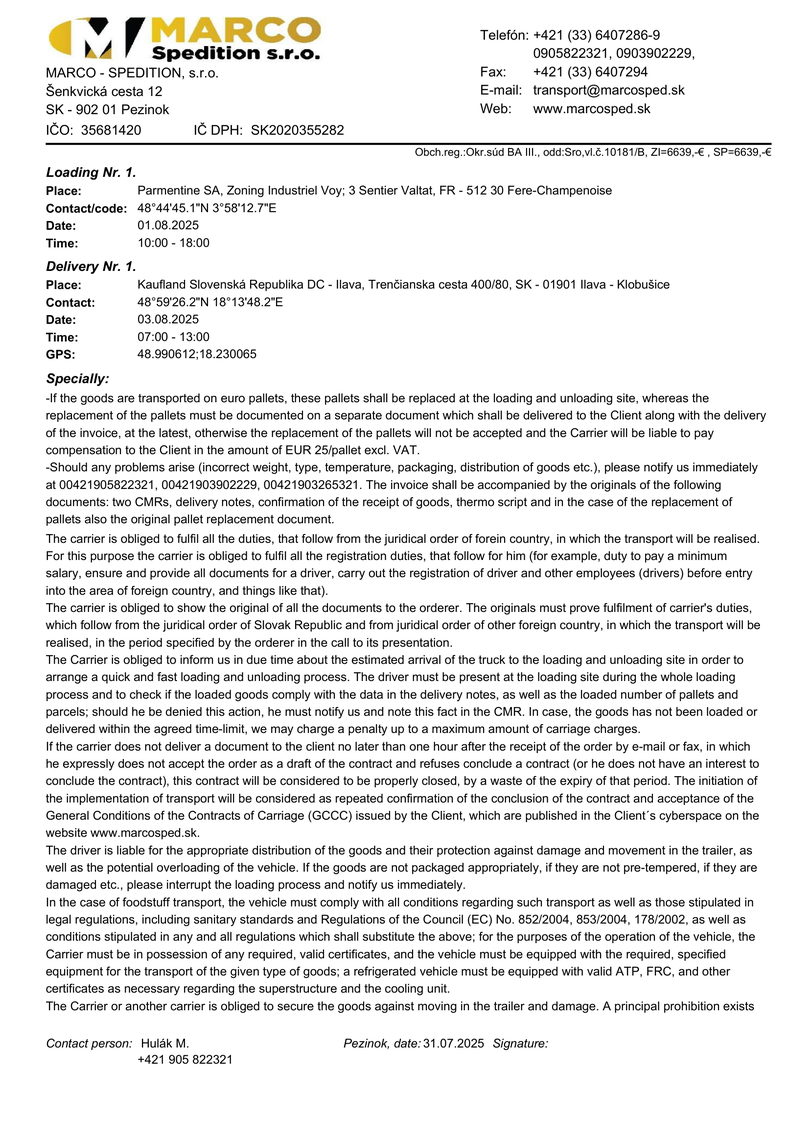 MARCO
Spedition s.r.o.
MARCO - SPEDITION, s.r.o.
Šenkvická cesta 12
SK - 902 01 Pezinok
IČO: 35681420 IČ DPH: SK2020355282
Telefón: +421 (33) 6407286-9
0905822321, 0903902229,
Fax: +421 (33) 6407294
E-mail: transport@marcosped.sk
Web: www.marcosped.sk
Obch.reg.:Okr.súd BA III., odd:Sro,vl.č.10181/B, ZI=6639,-€ , SP=6639,-€
Loading Nr. 1.
Place: Parmentine SA, Zoning Industriel Voy; 3 Sentier Valtat, FR - 512 30 Fere-Champenoise
Contact/code: 48°44'45.1"N 3°58'12.7"E
Date: 01.08.2025
Time: 10:00 - 18:00
Delivery Nr. 1.
Place: Kaufland Slovenská Republika DC - Ilava, Trenčianska cesta 400/80, SK - 01901 Ilava - Klobušice
Contact: 48°59'26.2"N 18°13'48.2"E
Date: 03.08.2025
Time: 07:00 - 13:00
GPS: 48.990612;18.230065
Specially:
-If the goods are transported on euro pallets, these pallets shall be replaced at the loading and unloading site, whereas the
replacement of the pallets must be documented on a separate document which shall be delivered to the Client along with the delivery
of the invoice, at the latest, otherwise the replacement of the pallets will not be accepted and the Carrier will be liable to pay
compensation to the Client in the amount of EUR 25/pallet excl. VAT.
-Should any problems arise (incorrect weight, type, temperature, packaging, distribution of goods etc.), please notify us immediately
at 00421905822321, 00421903902229, 00421903265321. The invoice shall be accompanied by the originals of the following
documents: two CMRs, delivery notes, confirmation of the receipt of goods, thermo script and in the case of the replacement of
pallets also the original pallet replacement document.
The carrier is obliged to fulfil all the duties, that follow from the juridical order of forein country, in which the transport will be realised.
For this purpose the carrier is obliged to fulfil all the registration duties, that follow for him (for example, duty to pay a minimum
salary, ensure and provide all documents for a driver, carry out the registration of driver and other employees (drivers) before entry
into the area of foreign country, and things like that).
The carrier is obliged to show the original of all the documents to the orderer. The originals must prove fulfilment of carrier's duties,
which follow from the juridical order of Slovak Republic and from juridical order of other foreign country, in which the transport will be
realised, in the period specified by the orderer in the call to its presentation.
The Carrier is obliged to inform us in due time about the estimated arrival of the truck to the loading and unloading site in order to
arrange a quick and fast loading and unloading process. The driver must be present at the loading site during the whole loading
process and to check if the loaded goods comply with the data in the delivery notes, as well as the loaded number of pallets and
parcels; should he be denied this action, he must notify us and note this fact in the CMR. In case, the goods has not been loaded or
delivered within the agreed time-limit, we may charge a penalty up to a maximum amount of carriage charges.
If the carrier does not deliver a document to the client no later than one hour after the receipt of the order by e-mail or fax, in which
he expressly does not accept the order as a draft of the contract and refuses conclude a contract (or he does not have an interest to
conclude the contract), this contract will be considered to be properly closed, by a waste of the expiry of that period. The initiation of
the implementation of transport will be considered as repeated confirmation of the conclusion of the contract and acceptance of the
General Conditions of the Contracts of Carriage (GCCC) issued by the Client, which are published in the Client´s cyberspace on the
website www.marcosped.sk.
The driver is liable for the appropriate distribution of the goods and their protection against damage and movement in the trailer, as
well as the potential overloading of the vehicle. If the goods are not packaged appropriately, if they are not pre-tempered, if they are
damaged etc., please interrupt the loading process and notify us immediately.
In the case of foodstuff transport, the vehicle must comply with all conditions regarding such transport as well as those stipulated in
legal regulations, including sanitary standards and Regulations of the Council (EC) No. 852/2004, 853/2004, 178/2002, as well as
conditions stipulated in any and all regulations which shall substitute the above; for the purposes of the operation of the vehicle, the
Carrier must be in possession of any required, valid certificates, and the vehicle must be equipped with the required, specified
equipment for the transport of the given type of goods; a refrigerated vehicle must be equipped with valid ATP, FRC, and other
certificates as necessary regarding the superstructure and the cooling unit.
The Carrier or another carrier is obliged to secure the goods against moving in the trailer and damage. A principal prohibition exists
Contact person: Hulák M. Pezinok, date: 31.07.2025 Signature:
+421 905 822321